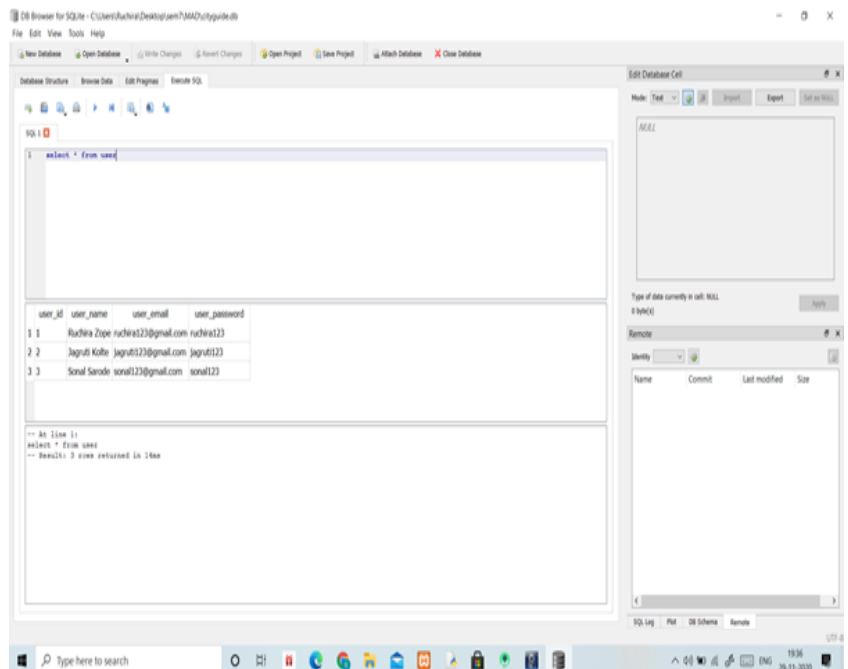 DB Browser for SQLite - C:\Users\Ruchira\Desktop\sem7\MAD\cityguide.db
File Edit View Tools Help
New Database Open Database Write Changes Revert Changes Open Project Save Project Attach Database Close Database
Database Structure Browse Data Edit Pragmas Execute SQL
SQL 1
1 select * from user
user_id user_name user_email user_password
1 1 Ruchira Zope ruchira123@gmail.com ruchira123
2 2 Jagruti Kolte jagruti123@gmail.com jagruti123
3 3 Sonal Sarode sonal123@gmail.com sonal123
-- At line 1:
select * from user
-- Result: 3 rows returned in 14ms
Edit Database Cell
Mode: Text Import Export Set as NULL
NULL
Type of data currently in cell: NULL
0 byte(s)
Apply
Remote
Identity
Name Commit Last modified Size
SQL Log Plot DB Schema Remote
UTF-8
Type here to search
ENG
19:36
29-11-2020